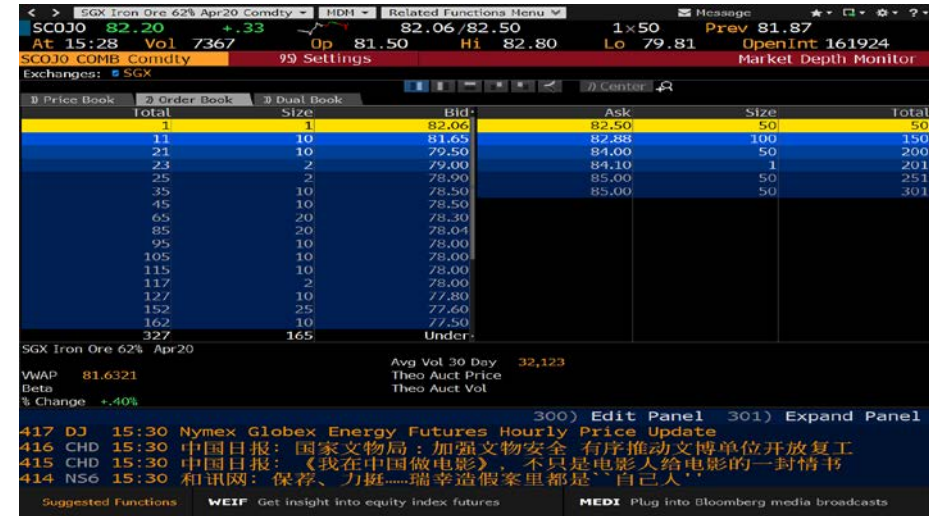 < > SGX Iron Ore 62% Apr20 Comdty MDM Related Functions Menu Message
SCOJ0 82.20 +.33 82.06/82.50 1×50 Prev 81.87
At 15:28 Vol 7367 Op 81.50 Hi 82.80 Lo 79.81 OpenInt 161924
SCOJ0 COMB Comdty 95) Settings Market Depth Monitor
Exchanges: SGX
7) Center
1) Price Book 2) Order Book 3) Dual Book
Total Size Bid Ask Size Total
1 1 82.06 82.50 50 50
11 10 81.65 82.88 100 150
21 10 79.50 84.00 50 200
23 2 79.00 84.10 1 201
25 2 78.90 85.00 50 251
35 10 78.50 85.00 50 301
45 10 78.50
65 20 78.30
85 20 78.04
95 10 78.00
105 10 78.00
115 10 78.00
117 2 78.00
127 10 77.80
152 25 77.60
162 10 77.50
327 165 Under
SGX Iron Ore 62% Apr20
Avg Vol 30 Day 32,123
VWAP 81.6321 Theo Auct Price
Beta Theo Auct Vol
% Change +.40%
300) Edit Panel 301) Expand Panel
417 DJ 15:30 Nymex Globex Energy Futures Hourly Price Update
416 CHD 15:30 中国日报： 国家文物局：加强文物安全 有序推动文博单位开放复工
415 CHD 15:30 中国日报： 《我在中国做电影》，不只是电影人给电影的一封情书
414 NS6 15:30 和讯网： 保荐、力挺……瑞幸造假案里都是``自己人''
Suggested Functions WEIF Get insight into equity index futures MEDI Plug into Bloomberg media broadcasts